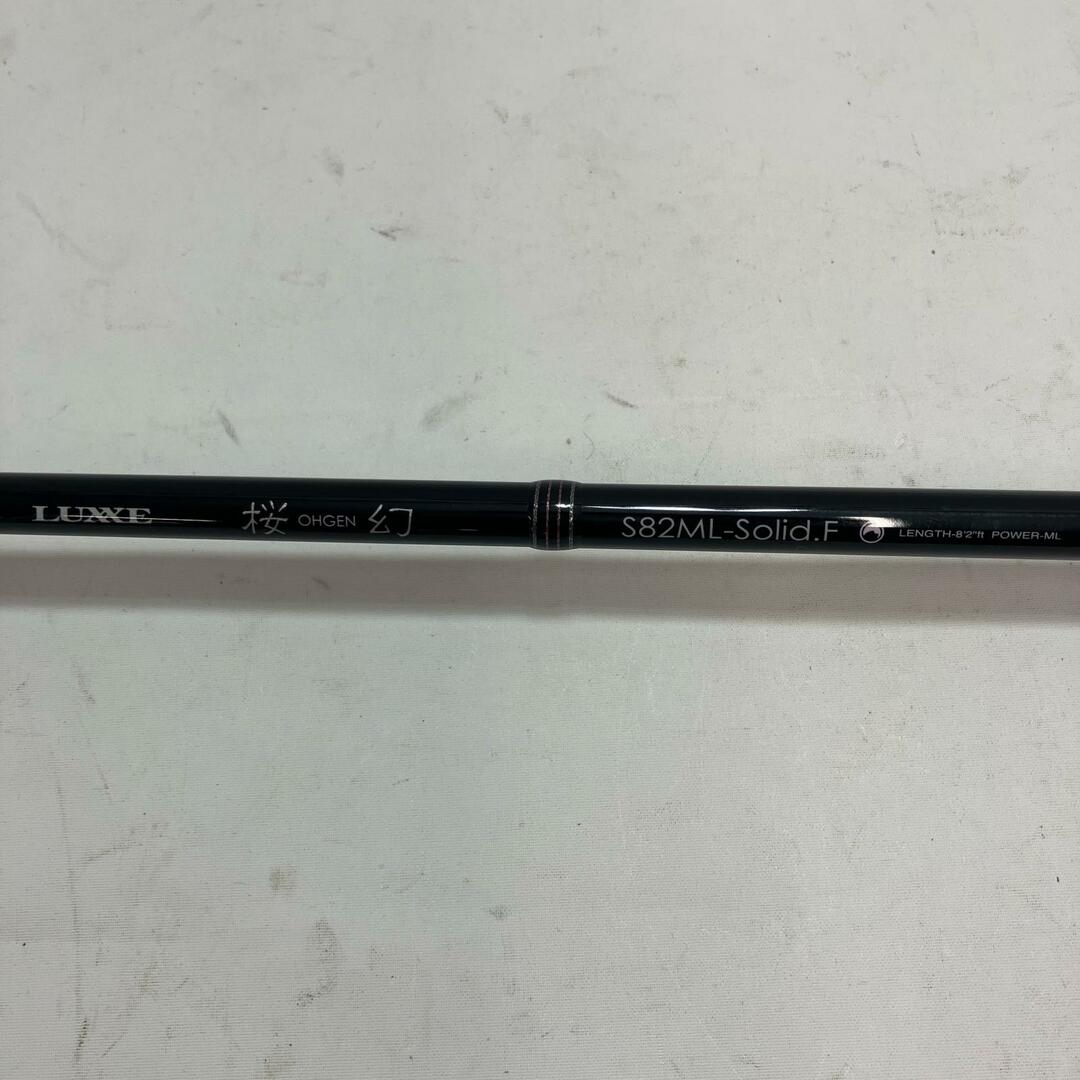 LUXXE 桜 OHGEN 幻 S82ML-Solid.F LENGTH-8'2"ft POWER-ML